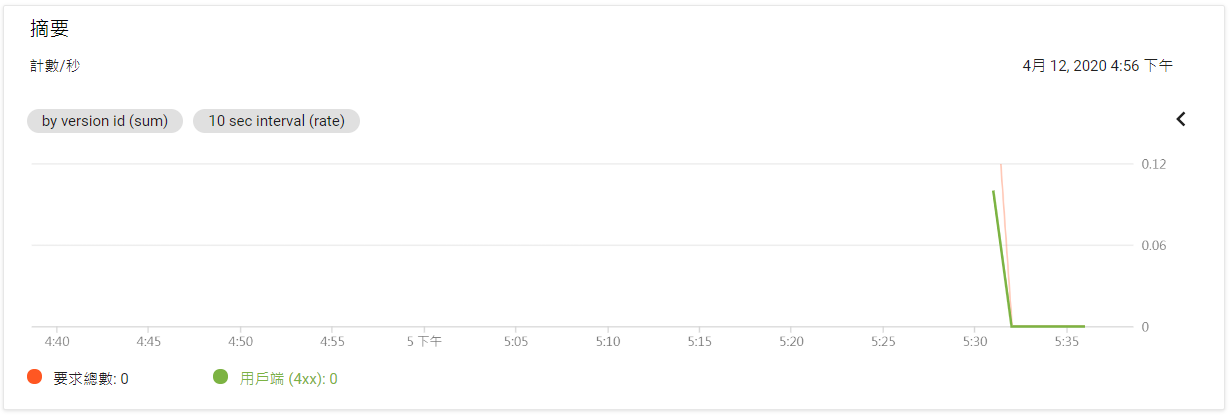 摘要
計數/秒
4月 12, 2020 4:56 下午
by version id (sum)
10 sec interval (rate)
0.12
0.06
0
4:40 4:45 4:50 4:55 5 下午 5:05 5:10 5:15 5:20 5:25 5:30 5:35
要求總數: 0
用戶端 (4xx): 0